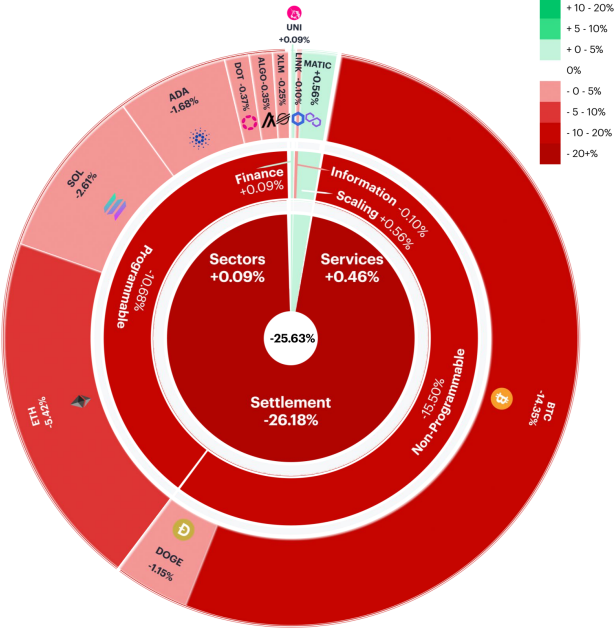 UNI
+0.09%
+ 10 - 20%
+ 5 - 10%
+ 0 - 5%
0%
- 0 - 5%
- 5 - 10%
- 10 - 20%
- 20+%
SOL
-2.61%
ADA
-1.68%
DOT -0.37%
ALGO-0.35%
XLM -0.25%
LINK -0.10%
MATIC
+0.56%
Finance
+0.09%
Information -0.10%
Scaling +0.56%
Programmable
-10.68%
Sectors
+0.09%
Services
+0.46%
-25.63%
Settlement
-26.18%
-15.50%
Non-Programmable
ETH
-5.42%
BTC
-14.35%
DOGE
-1.15%